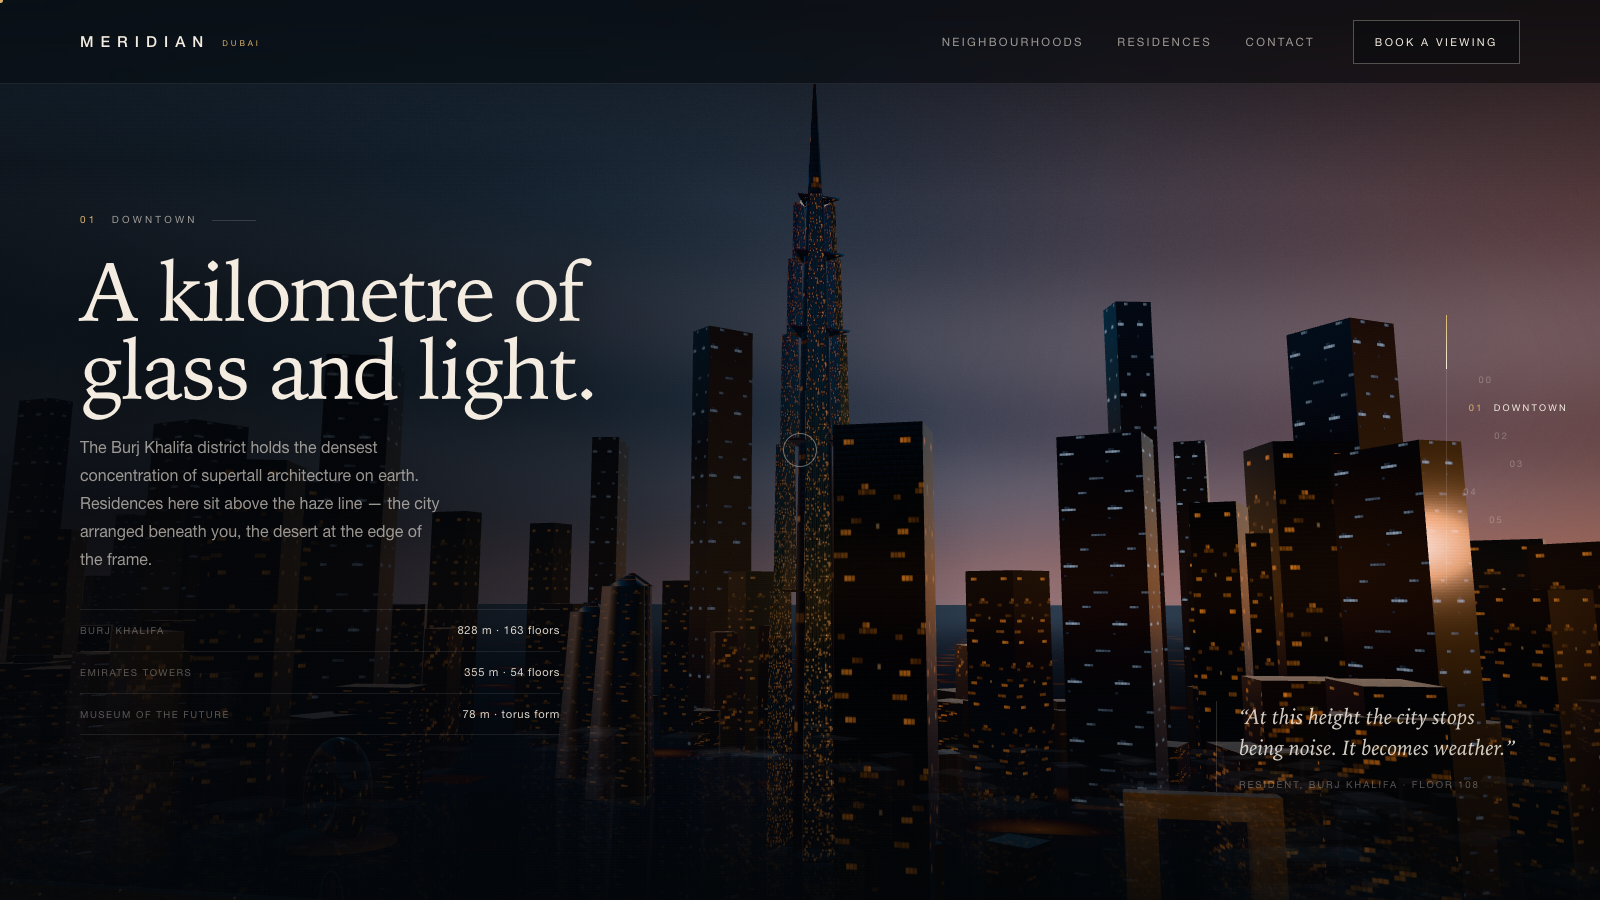 MERIDIAN DUBAI
NEIGHBOURHOODS RESIDENCES CONTACT BOOK A VIEWING
01 DOWNTOWN
A kilometre of
glass and light.
The Burj Khalifa district holds the densest
concentration of supertall architecture on earth.
Residences here sit above the haze line — the city
arranged beneath you, the desert at the edge of
the frame.
BURJ KHALIFA 828 m · 163 floors
EMIRATES TOWERS 355 m · 54 floors
MUSEUM OF THE FUTURE 78 m · torus form
00
01 DOWNTOWN
02
03
04
05
“At this height the city stops
being noise. It becomes weather.”
RESIDENT, BURJ KHALIFA · FLOOR 108